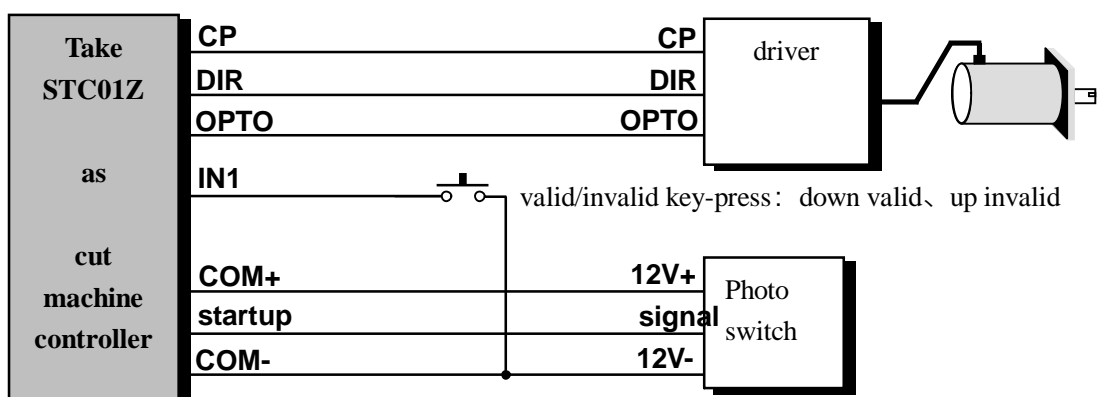 Take
STC01Z
as
cut
machine
controller
CP
CP
DIR
DIR
OPTO
OPTO
driver
IN1
valid/invalid key-press：down valid、up invalid
COM+
12V+
startup
signal
COM-
12V-
Photo
switch